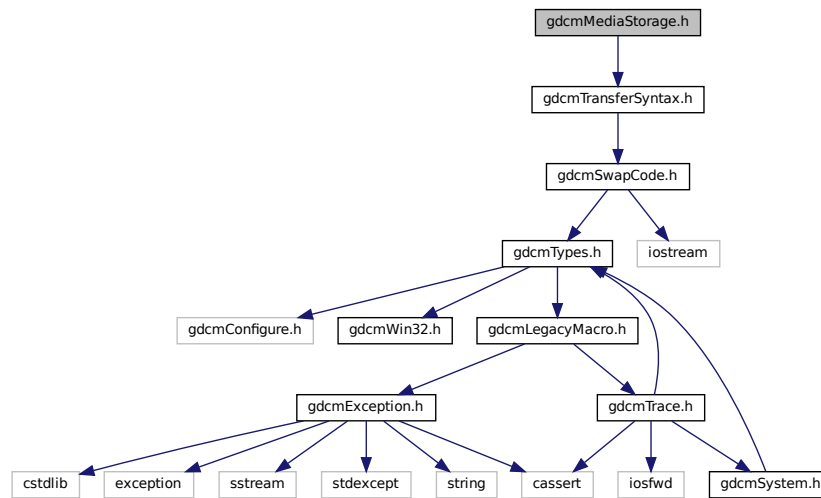 gdcmMediaStorage.h
gdcmTransferSyntax.h
gdcmSwapCode.h
gdcmTypes.h
iostream
gdcmConfigure.h
gdcmWin32.h
gdcmLegacyMacro.h
gdcmException.h
gdcmTrace.h
cstdlib
exception
sstream
stdexcept
string
cassert
iosfwd
gdcmSystem.h